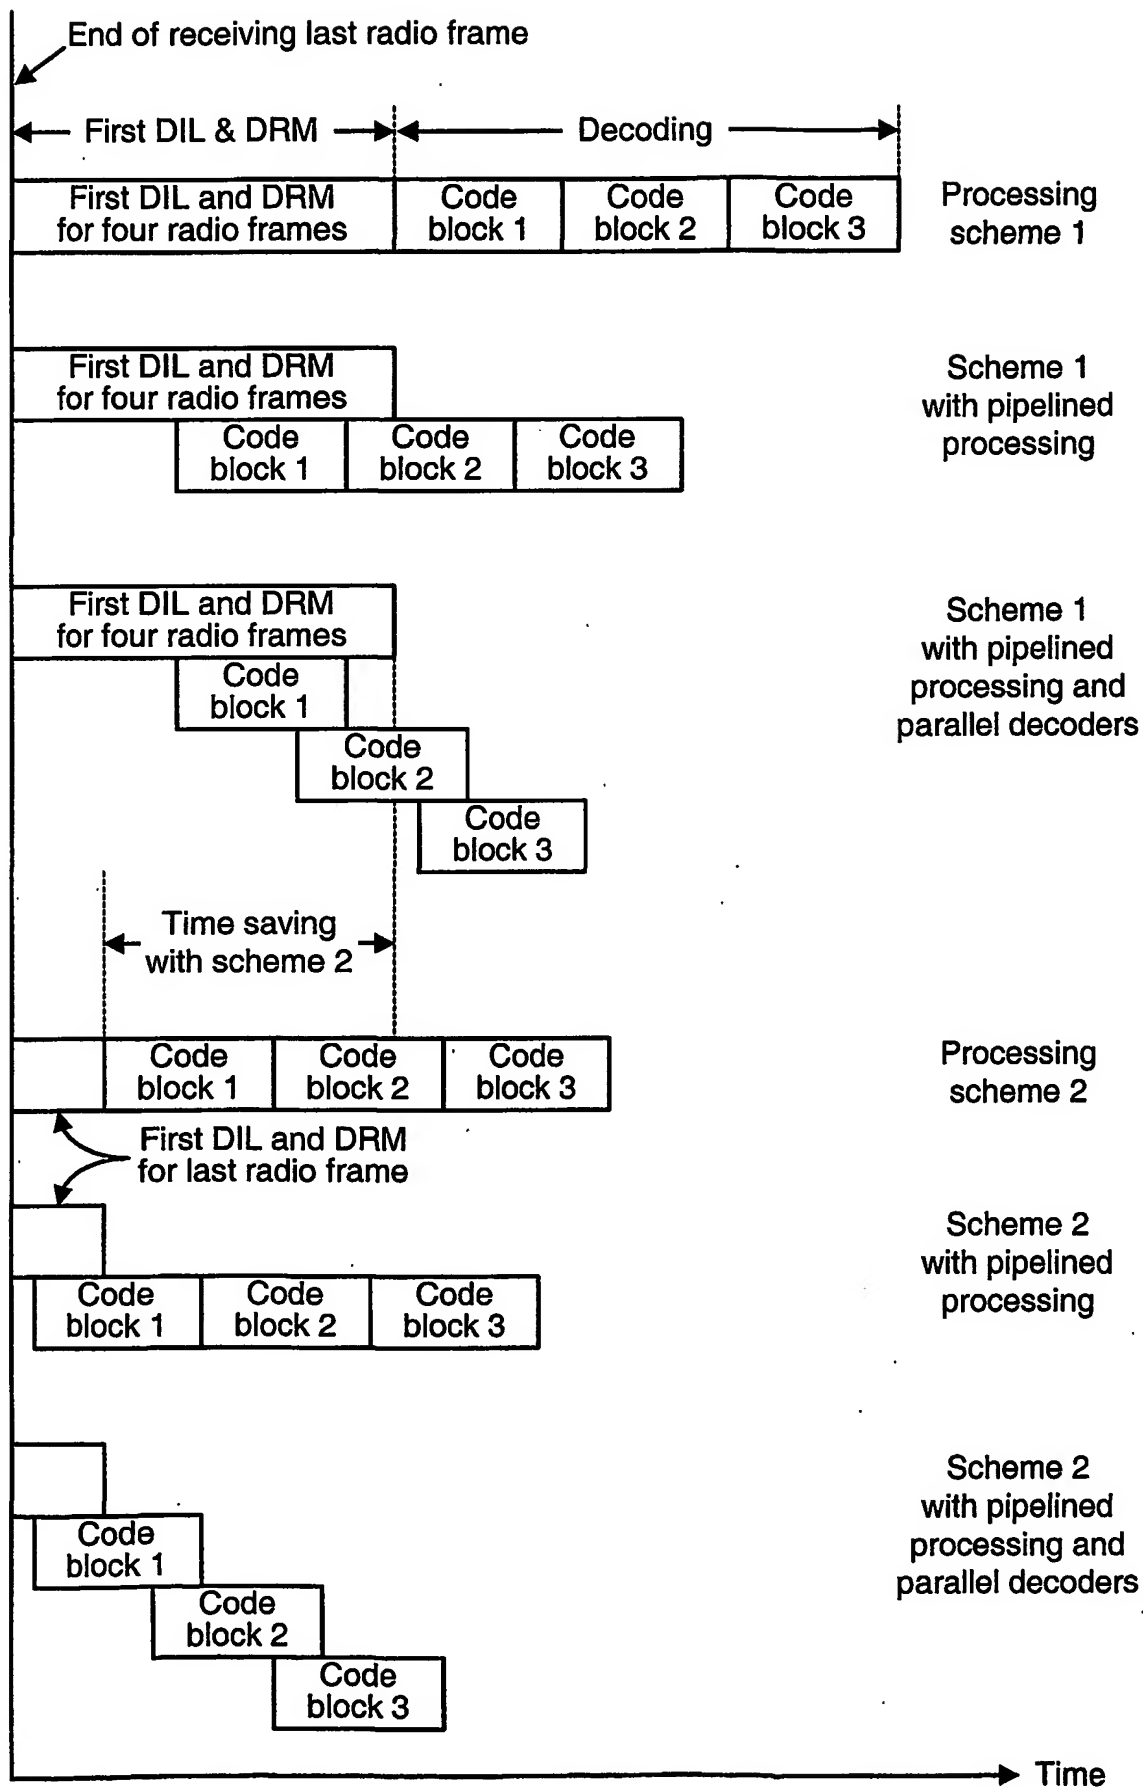 End of receiving last radio frame
First DIL & DRM
Decoding
First DIL and DRM
for four radio frames
Code
block 1
Code
block 2
Code
block 3
Processing
scheme 1
First DIL and DRM
for four radio frames
Code
block 1
Code
block 2
Code
block 3
Scheme 1
with pipelined
processing
First DIL and DRM
for four radio frames
Code
block 1
Code
block 2
Code
block 3
Scheme 1
with pipelined
processing and
parallel decoders
Time saving
with scheme 2
Code
block 1
Code
block 2
Code
block 3
Processing
scheme 2
First DIL and DRM
for last radio frame
Code
block 1
Code
block 2
Code
block 3
Scheme 2
with pipelined
processing
Code
block 1
Code
block 2
Code
block 3
Scheme 2
with pipelined
processing and
parallel decoders
Time